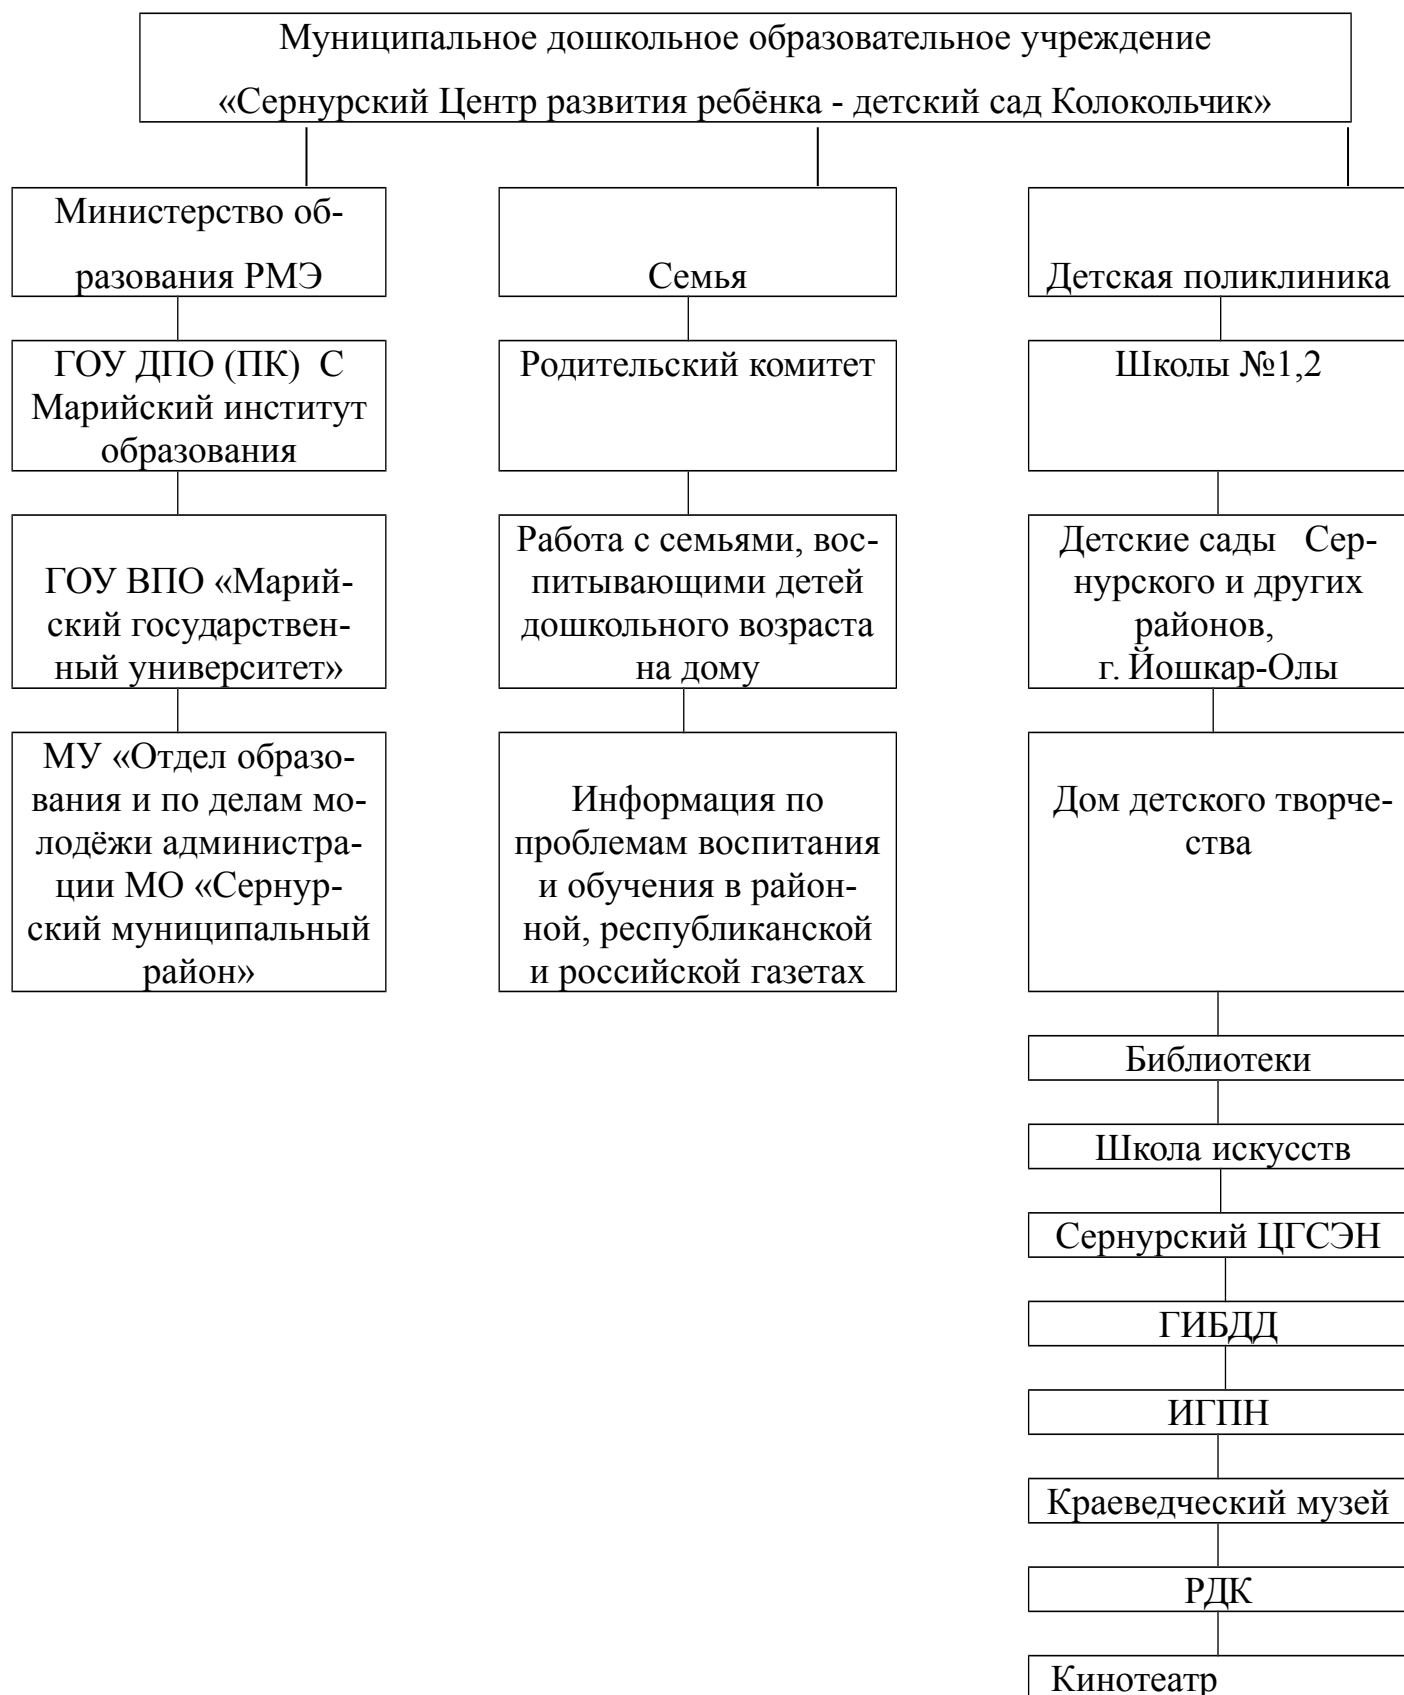 Муниципальное дошкольное образовательное учреждение
«Сернурский Центр развития ребёнка - детский сад Колокольчик»
Министерство об-
разования РМЭ
Семья
Детская поликлиника
ГОУ ДПО (ПК) С
Марийский институт
образования
Родительский комитет
Школы №1,2
ГОУ ВПО «Марий-
ский государствен-
ный университет»
Работа с семьями, вос-
питывающими детей
дошкольного возраста
на дому
Детские сады Сер-
нурского и других
районов,
г. Йошкар-Олы
МУ «Отдел образо-
вания и по делам мо-
лодёжи администра-
ции МО «Сернур-
ский муниципальный
район»
Информация по
проблемам воспитания
и обучения в район-
ной, республиканской
и российской газетах
Дом детского творче-
ства
Библиотеки
Школа искусств
Сернурский ЦГСЭН
ГИБДД
ИГПН
Краеведческий музей
РДК
Кинотеатр